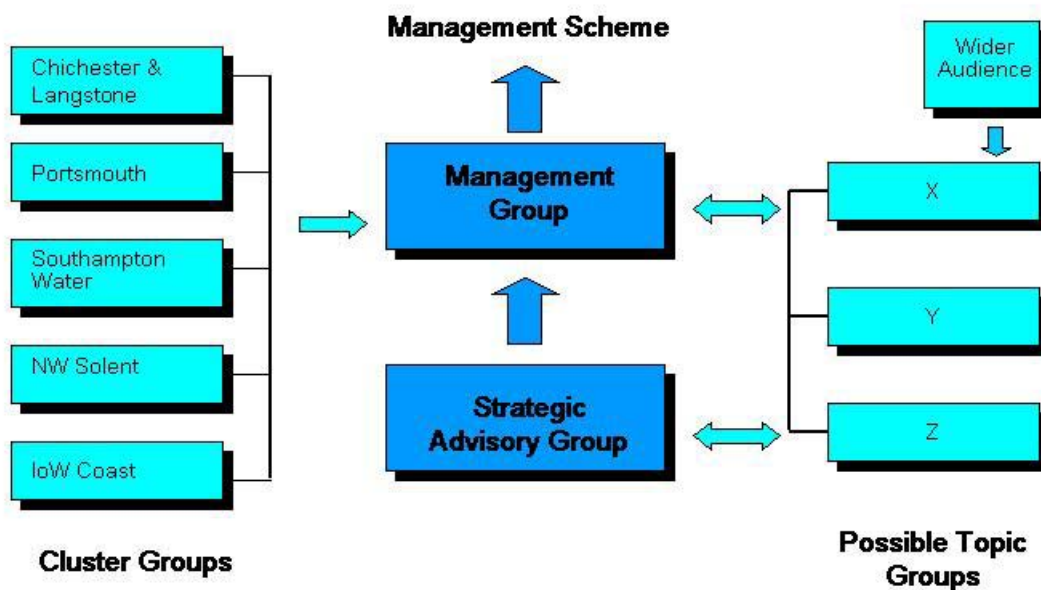 Management Scheme
Chichester &
Langstone
Portsmouth
Southampton
Water
NW Solent
IoW Coast
Cluster Groups
Management
Group
Strategic
Advisory Group
Wider
Audience
X
Y
Z
Possible Topic
Groups